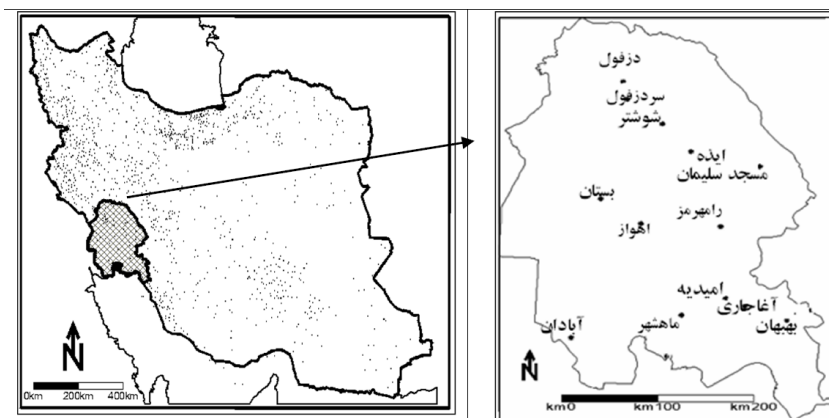 N
0km 200km 400km
دزفول
سردزفول
شوشتر
ایذه
مسجد سلیمان
بستان
رامهرمز
اهواز
امیدیه
آغاجاری
بهبهان
ماهشهر
آبادان
N
km0 km100 km200